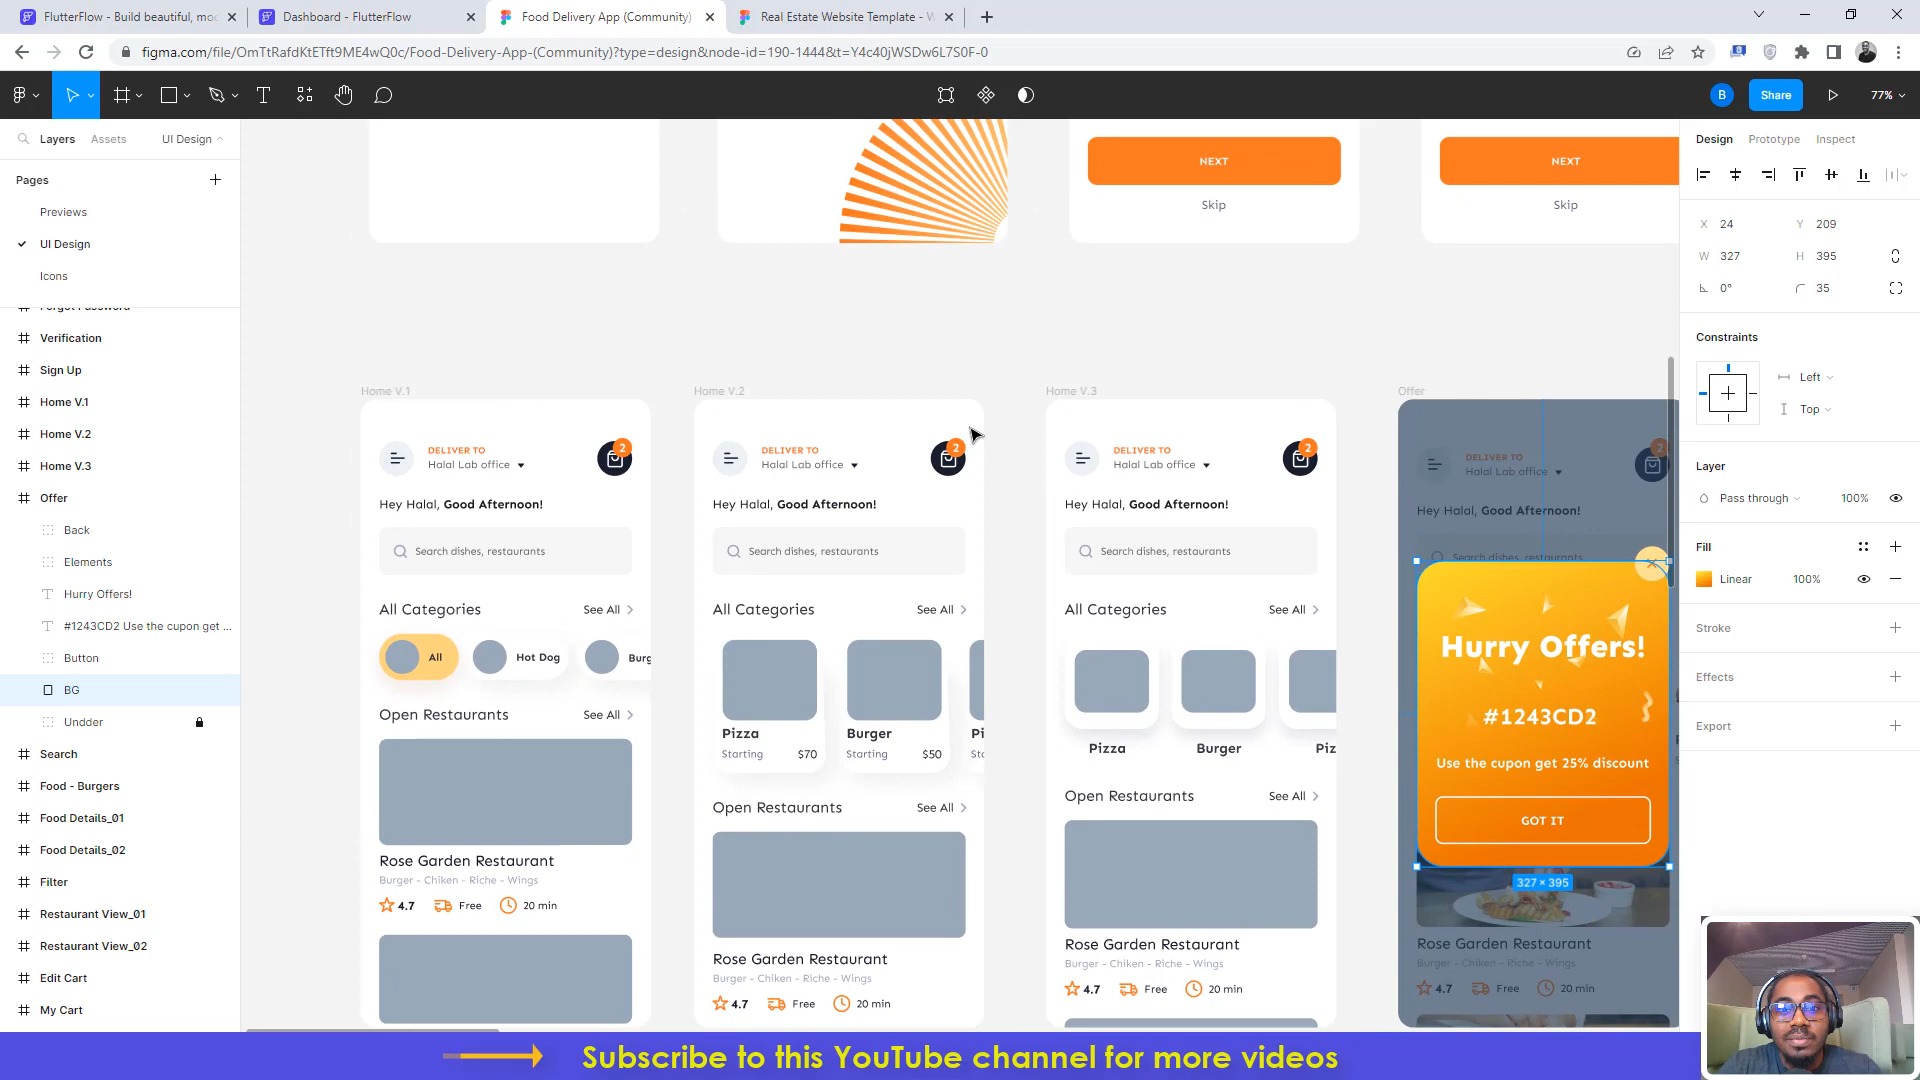 FlutterFlow - Build beautiful, mo
Dashboard - FlutterFlow
Food Delivery App (Community)
Real Estate Website Template - W
figma.com/file/OmTtRafdKtETft9ME4wQ0c/Food-Delivery-App-(Community)?type=design&node-id=190-1444&t=Y4c40jWSDw6L7S0F-0
B
Share
77%
Layers
Assets
UI Design
Pages
Previews
UI Design
Icons
Forgot Password
Verification
Sign Up
Home V.1
Home V.2
Home V.3
Offer
Back
Elements
Hurry Offers!
#1243CD2 Use the cupon get ...
Button
BG
Undder
Search
Food - Burgers
Food Details_01
Food Details_02
Filter
Restaurant View_01
Restaurant View_02
Edit Cart
My Cart
NEXT
Skip
NEXT
Skip
Home V.1
DELIVER TO
Halal Lab office
2
Hey Halal, Good Afternoon!
Search dishes, restaurants
All Categories
See All
All
Hot Dog
Burg
Open Restaurants
See All
Rose Garden Restaurant
Burger - Chiken - Riche - Wings
4.7
Free
20 min
Home V.2
DELIVER TO
Halal Lab office
2
Hey Halal, Good Afternoon!
Search dishes, restaurants
All Categories
See All
Pizza
Starting
$70
Burger
Starting
$50
Pi
Open Restaurants
See All
Rose Garden Restaurant
Burger - Chiken - Riche - Wings
4.7
Free
20 min
Home V.3
DELIVER TO
Halal Lab office
2
Hey Halal, Good Afternoon!
Search dishes, restaurants
All Categories
See All
Pizza
Burger
Piz
Open Restaurants
See All
Rose Garden Restaurant
Burger - Chiken - Riche - Wings
4.7
Free
20 min
Offer
DELIVER TO
Halal Lab office
2
Hey Halal, Good Afternoon!
Search dishes, restaurants
Hurry Offers!
#1243CD2
Use the cupon get 25% discount
GOT IT
327 × 395
Rose Garden Restaurant
Burger - Chiken - Riche - Wings
4.7
Free
20 min
Design
Prototype
Inspect
X 24
Y 209
W 327
H 395
0°
35
Constraints
Left
Top
Layer
Pass through
100%
Fill
Linear
100%
Stroke
Effects
Export
Subscribe to this YouTube channel for more videos